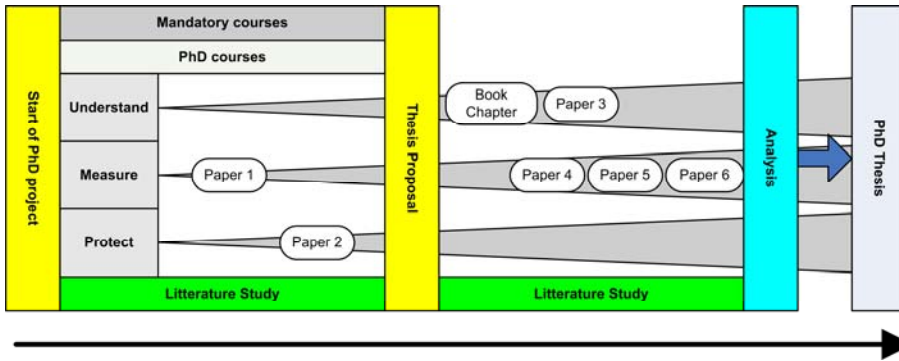 Start of PhD project
Mandatory courses
PhD courses
Understand
Measure
Protect
Paper 1
Paper 2
Litterature Study
Thesis Proposal
Book
Chapter
Paper 3
Paper 4
Paper 5
Paper 6
Litterature Study
Analysis
PhD Thesis